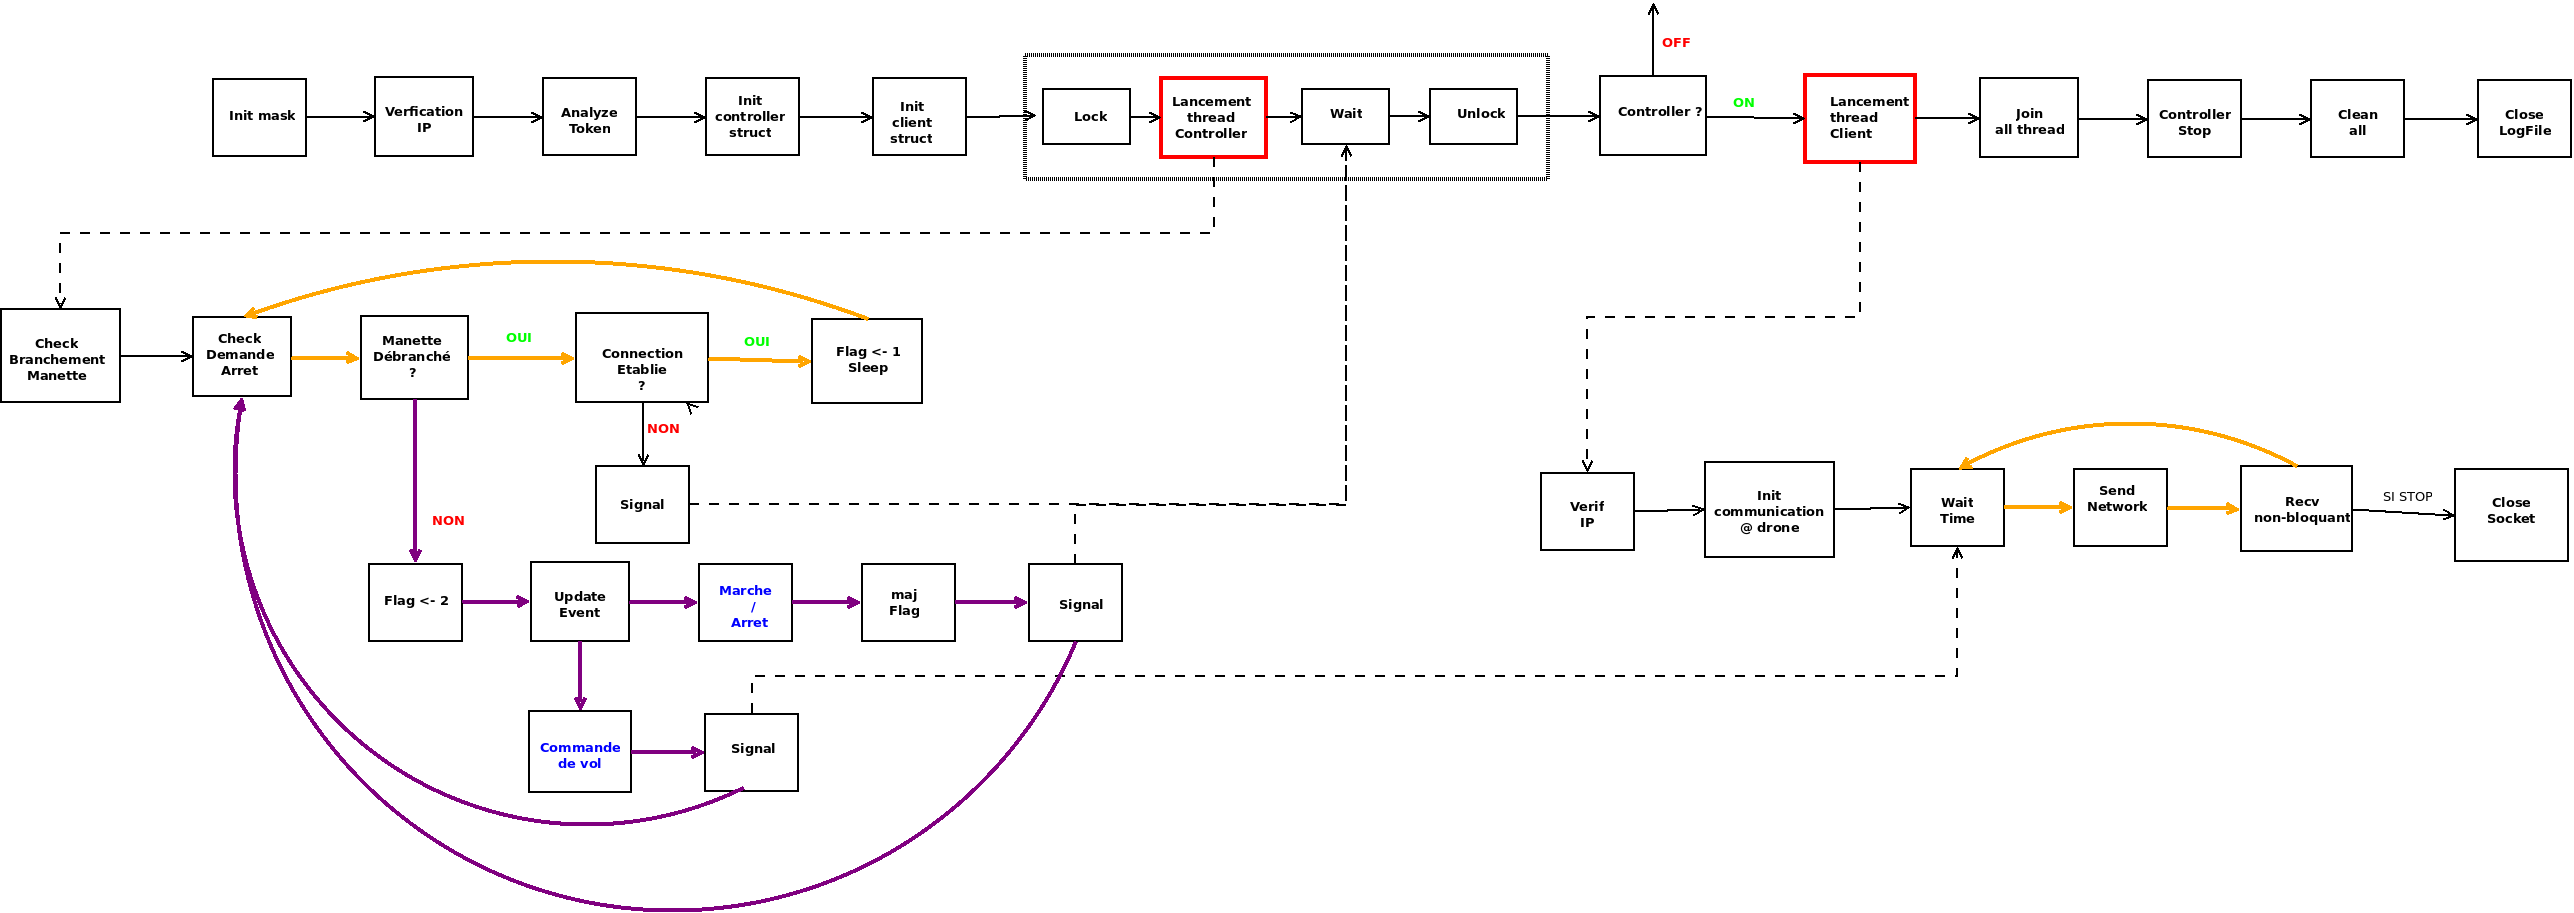 OFF
Init mask
Verfication
IP
Analyze
Token
Init
controller
struct
Init
client
struct
Lock
Lancement
thread
Controller
Wait
Unlock
Controller ?
ON
Lancement
thread
Client
Join
all thread
Controller
Stop
Clean
all
Close
LogFile
Check
Branchement
Manette
Check
Demande
Arret
Manette
Débranché
?
OUI
Connection
Etablie
?
OUI
Flag <- 1
Sleep
NON
Signal
NON
Verif
IP
Init
communication
@ drone
Wait
Time
Send
Network
Recv
non-bloquant
SI STOP
Close
Socket
Flag <- 2
Update
Event
Marche
/
Arret
maj
Flag
Signal
Commande
de vol
Signal